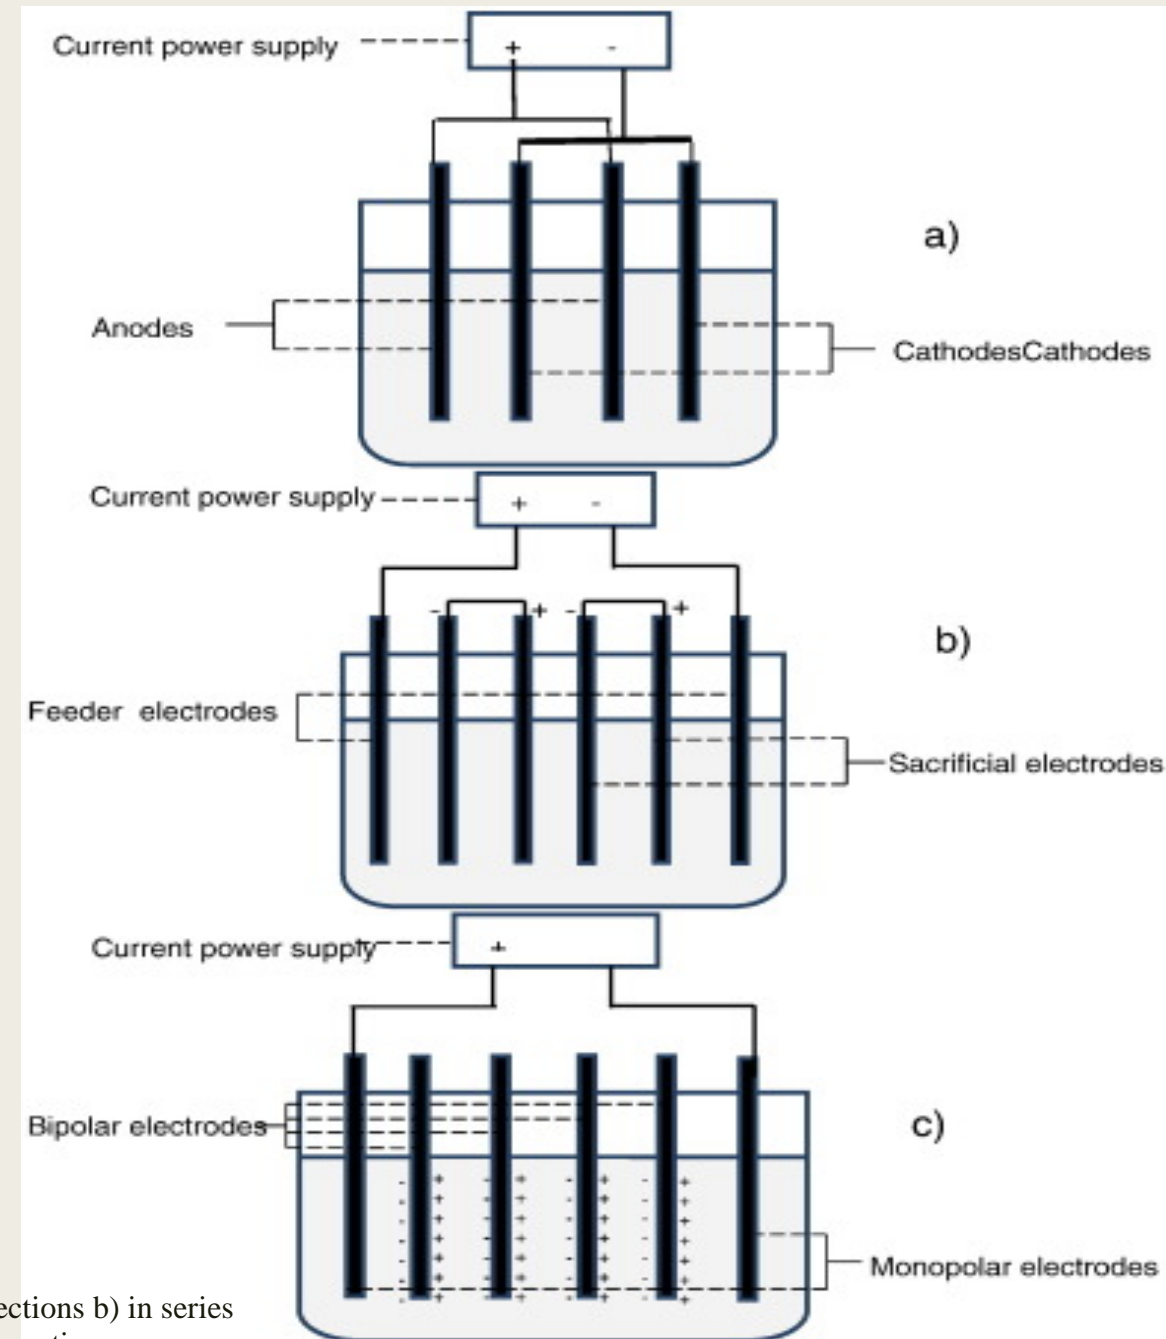 Current power supply
+ -
a)
Anodes
CathodesCathodes
Current power supply
+ -
- + - +
b)
Feeder electrodes
Sacrificial electrodes
Current power supply
+
Bipolar electrodes
c)
- + - + - + - +
- + - + - + - +
- + - + - + - +
- + - + - + - +
- + - + - + - +
- + - + - + - +
- + - + - + - +
Monopolar electrodes
ections b) in series